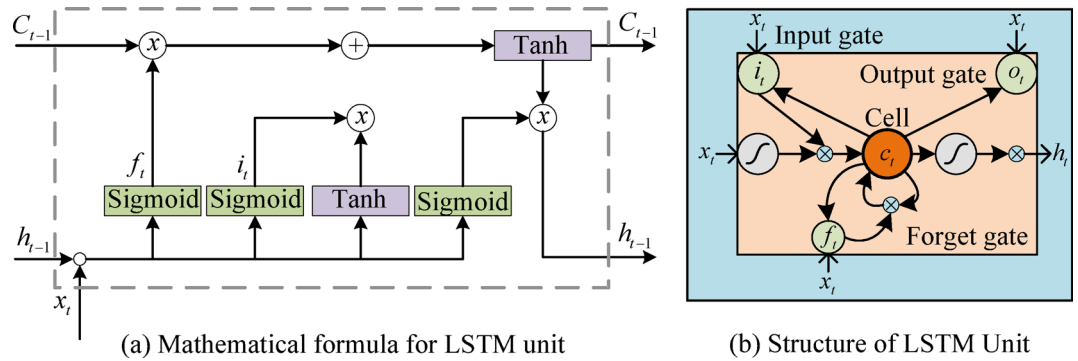 C_{t-1}
x
+
Tanh
C_{t-1}
x
x
f_t
i_t
Sigmoid
Sigmoid
Tanh
Sigmoid
h_{t-1}
h_{t-1}
x_t
(a) Mathematical formula for LSTM unit
x_t
Input gate
x_t
i_t
Output gate
o_t
Cell
x_t
c_t
h_t
f_t
Forget gate
x_t
(b) Structure of LSTM Unit